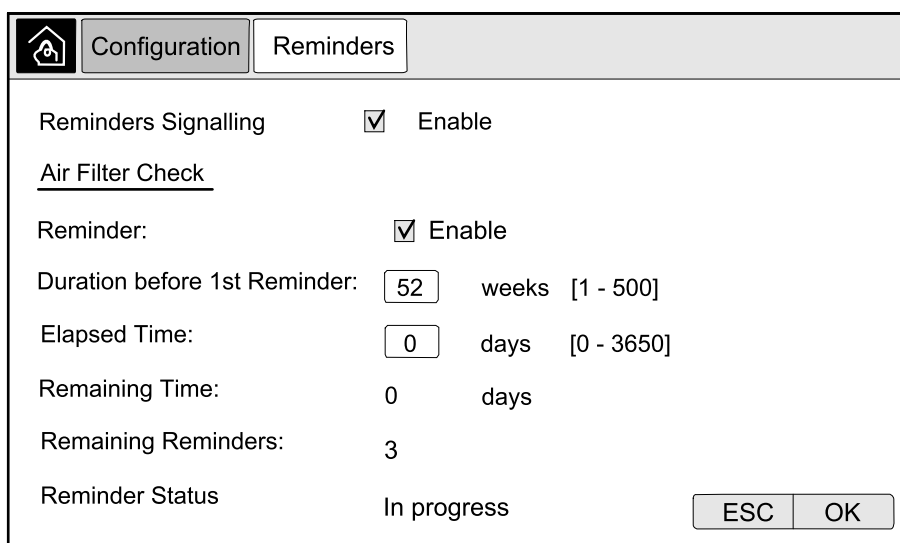 Configuration Reminders
Reminders Signalling Enable
Air Filter Check
Reminder: Enable
Duration before 1st Reminder: 52 weeks [1 - 500]
Elapsed Time: 0 days [0 - 3650]
Remaining Time: 0 days
Remaining Reminders: 3
Reminder Status In progress
ESC OK